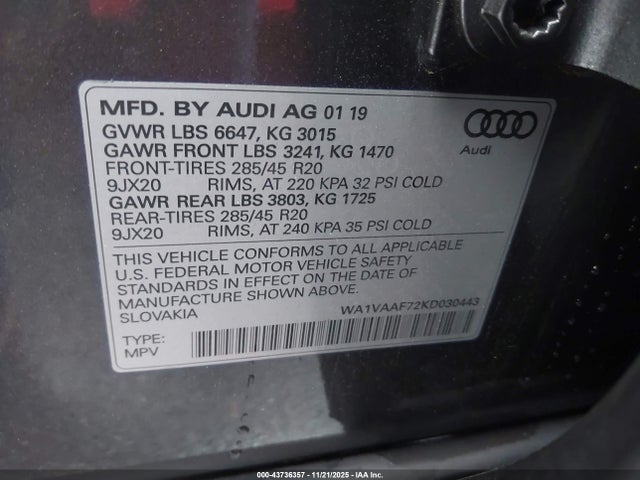 MFD. BY AUDI AG 01 19
GVWR LBS 6647, KG 3015
GAWR FRONT LBS 3241, KG 1470
FRONT-TIRES 285/45 R20
9JX20 RIMS, AT 220 KPA 32 PSI COLD
GAWR REAR LBS 3803, KG 1725
REAR-TIRES 285/45 R20
9JX20 RIMS, AT 240 KPA 35 PSI COLD
Audi
THIS VEHICLE CONFORMS TO ALL APPLICABLE
U.S. FEDERAL MOTOR VEHICLE SAFETY
STANDARDS IN EFFECT ON THE DATE OF
MANUFACTURE SHOWN ABOVE.
SLOVAKIA
WA1VAAF72KD030443
TYPE:
MPV
000-43736357 - 11/21/2025 - IAA Inc.